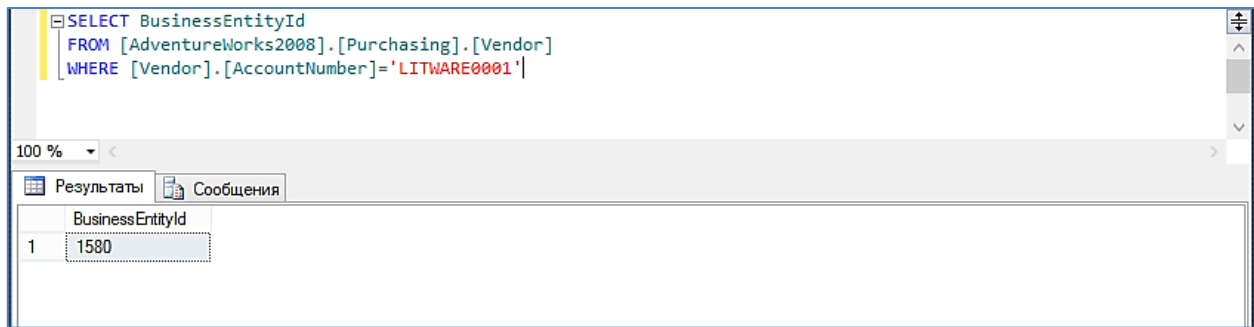 SELECT BusinessEntityId
FROM [AdventureWorks2008].[Purchasing].[Vendor]
WHERE [Vendor].[AccountNumber]='LITWARE0001'
100 %
Результаты Сообщения
BusinessEntityId
1 1580